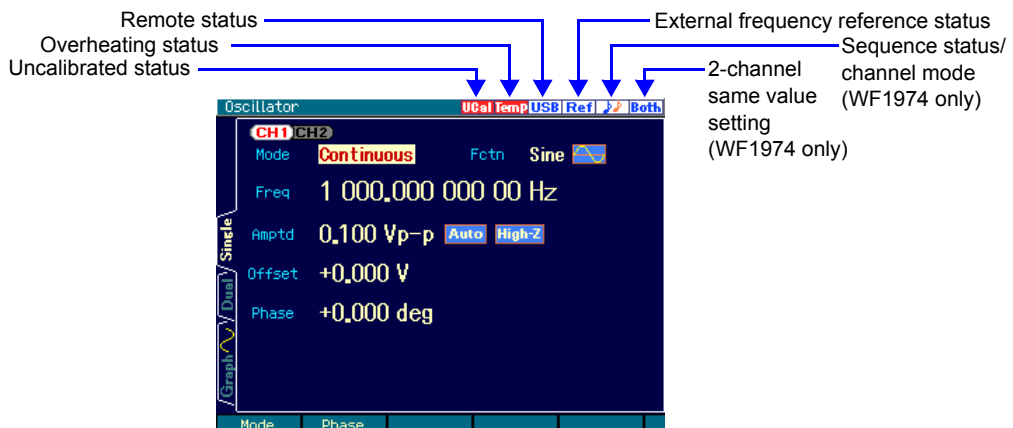 Remote status
Overheating status
Uncalibrated status
External frequency reference status
Sequence status/
channel mode
(WF1974 only)
2-channel
same value
setting
(WF1974 only)
Oscillator
UCal Temp USB Ref Both
CH1 CH2
Mode Continuous Fctn Sine
Freq 1 000.000 000 00 Hz
Amptd 0.100 Vp-p Auto High-Z
Offset +0.000 V
Phase +0.000 deg
Single
Dual
Graph
Mode Phase